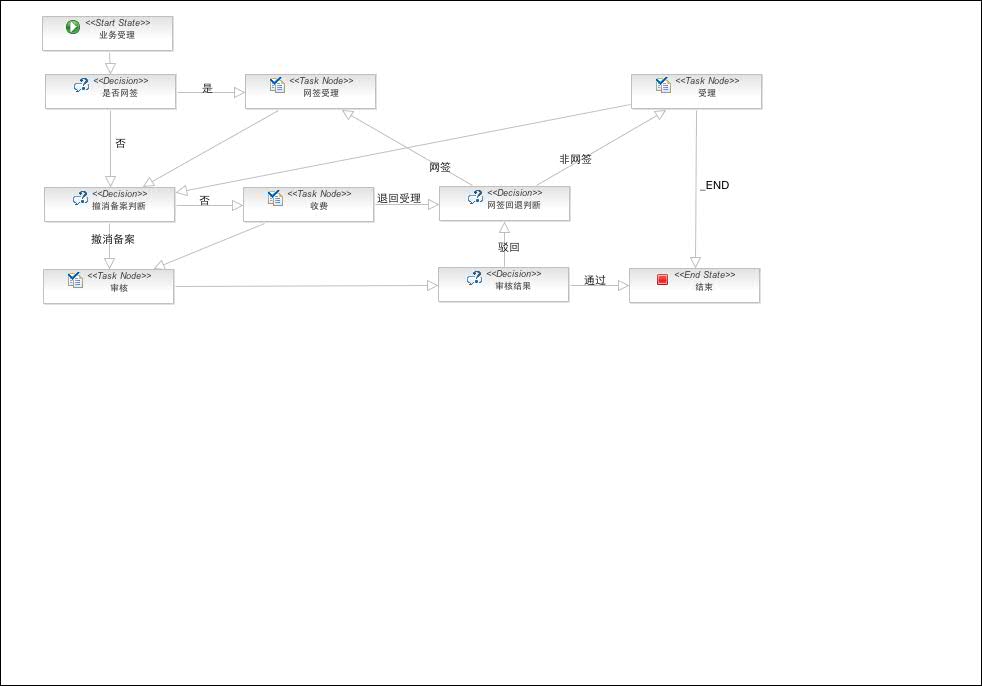 <<Start State>>
业务受理
<<Decision>>
是否网签
是
<<Task Node>>
网签受理
<<Task Node>>
受理
否
网签
非网签
_END
<<Decision>>
撤消备案判断
否
<<Task Node>>
收费
退回受理
<<Decision>>
网签回退判断
撤消备案
驳回
<<Task Node>>
审核
<<Decision>>
审核结果
通过
<<End State>>
结束